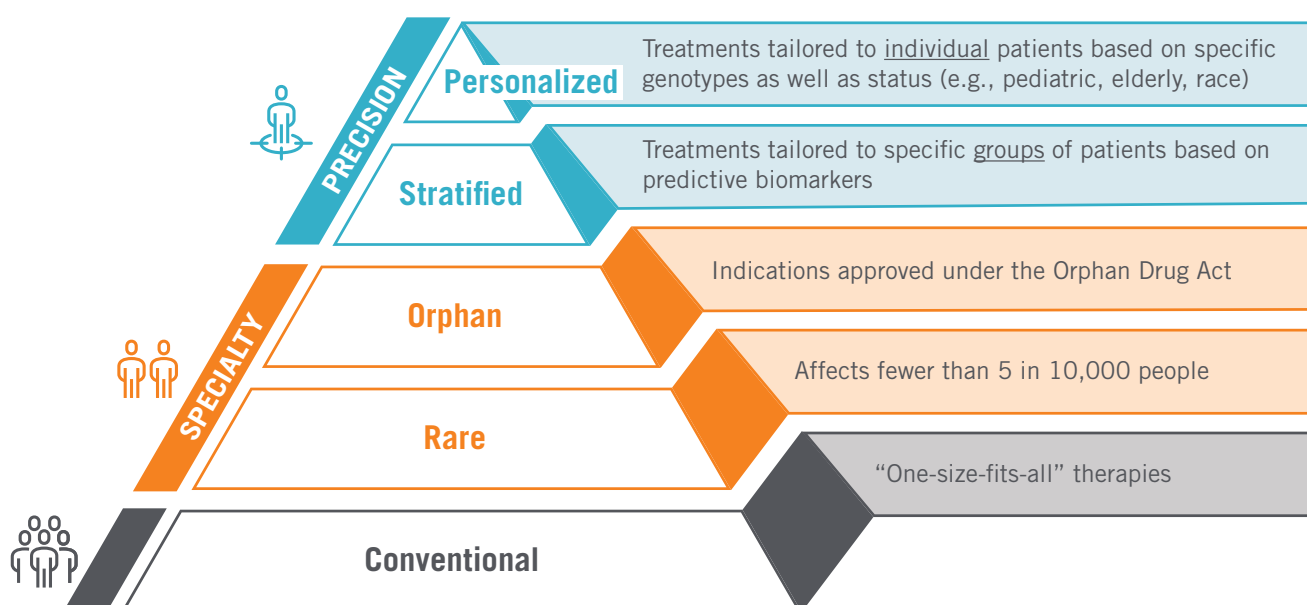 PRECISION
Personalized
Treatments tailored to individual patients based on specific
genotypes as well as status (e.g., pediatric, elderly, race)
Stratified
Treatments tailored to specific groups of patients based on
predictive biomarkers
SPECIALTY
Orphan
Indications approved under the Orphan Drug Act
Rare
Affects fewer than 5 in 10,000 people
Conventional
“One-size-fits-all” therapies